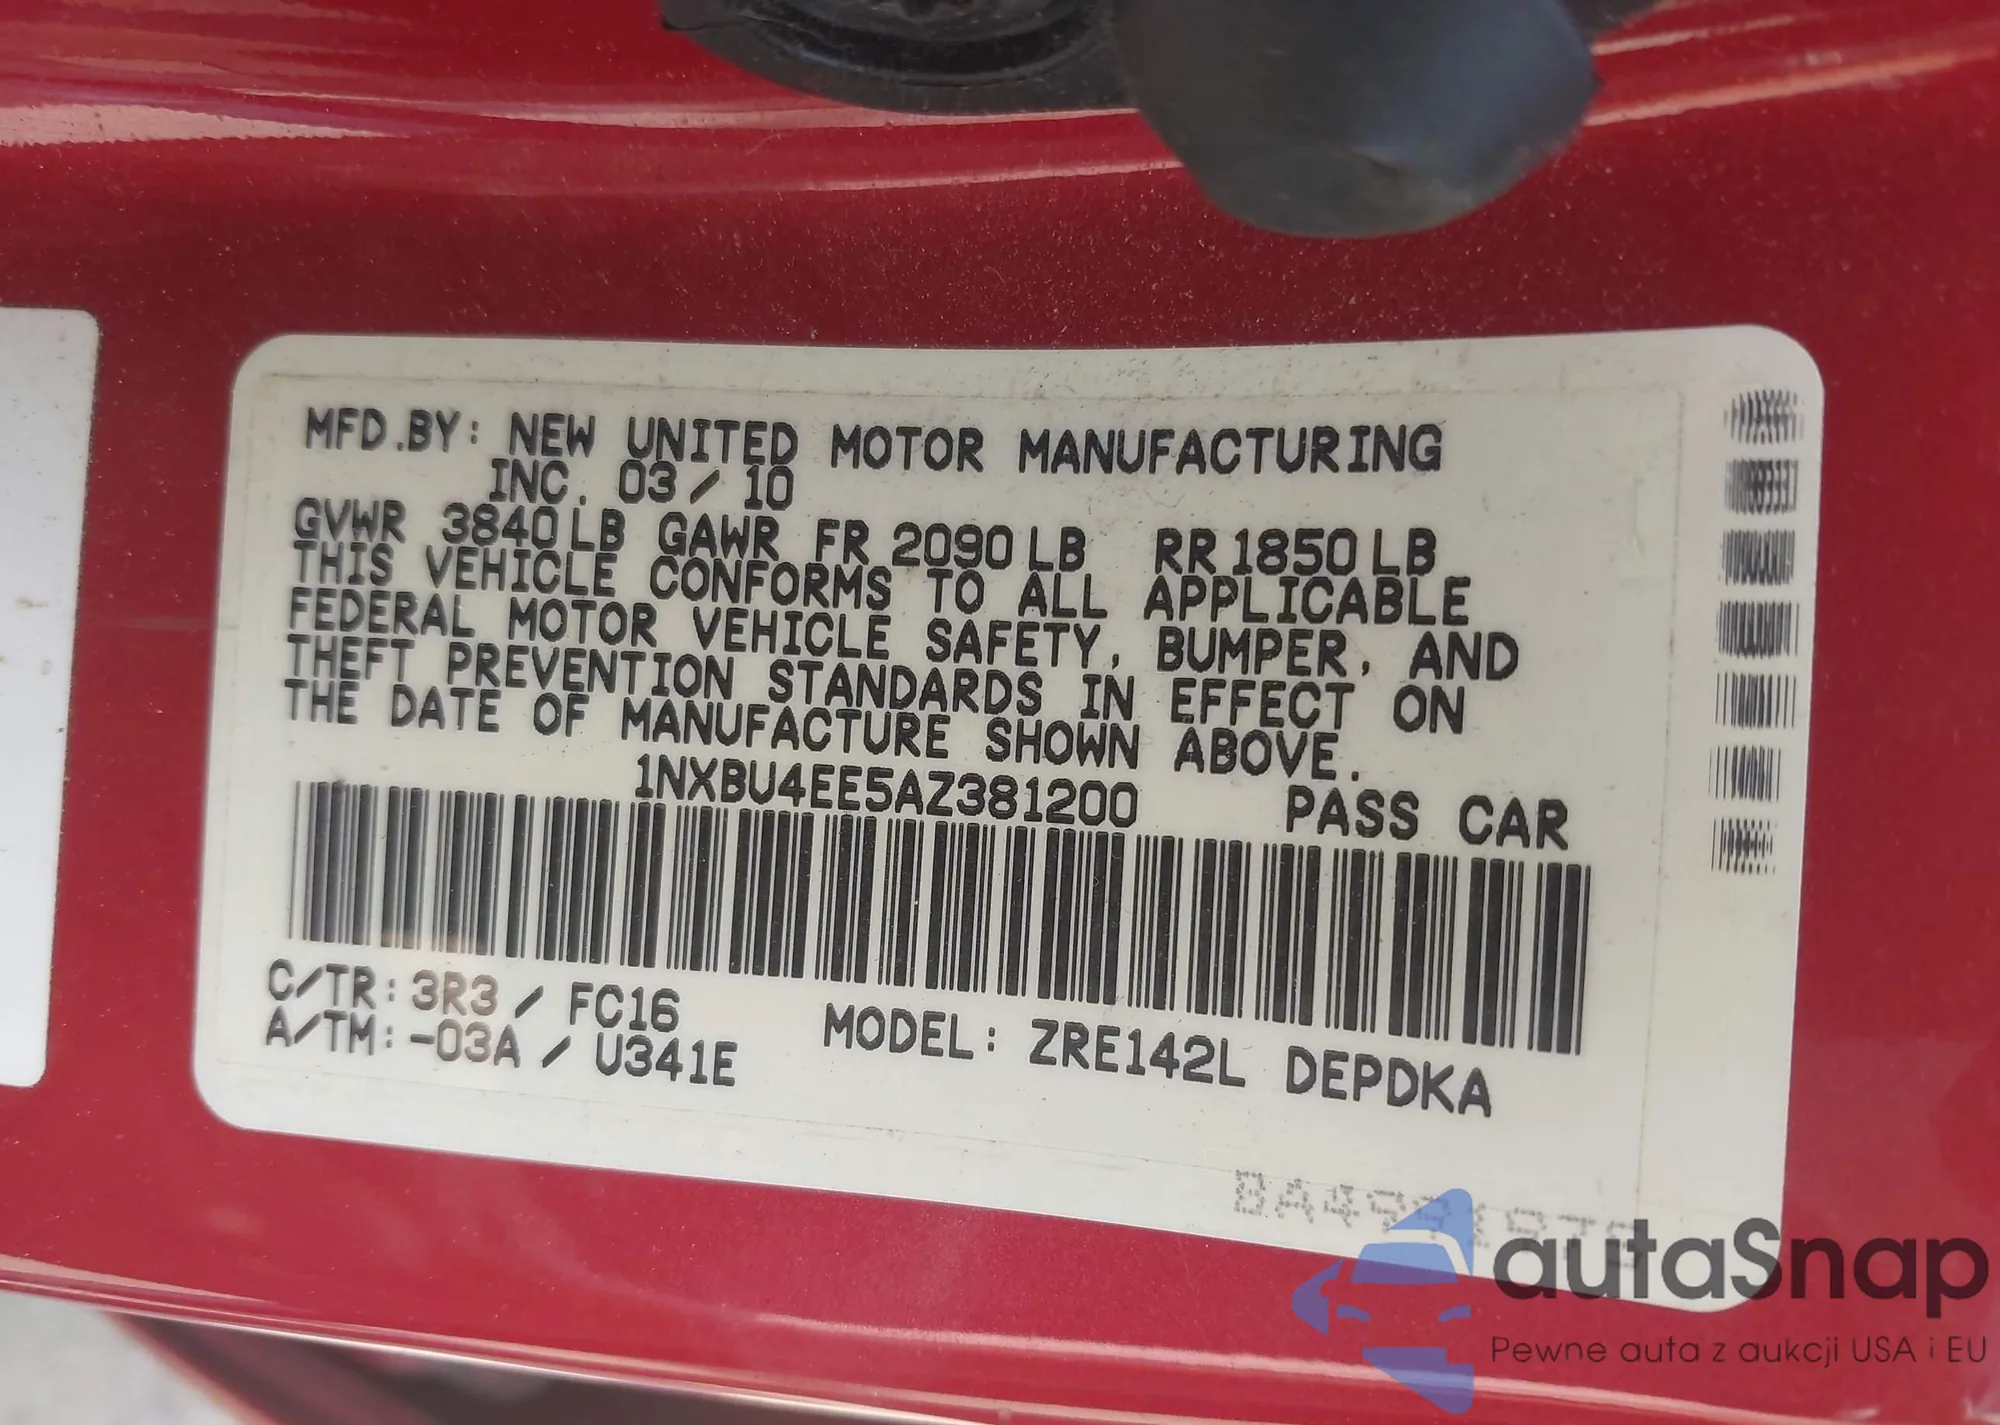 MFD.BY: NEW UNITED MOTOR MANUFACTURING
INC. 03/10
GVWR 3840LB GAWR FR 2090LB RR 1850LB
THIS VEHICLE CONFORMS TO ALL APPLICABLE
FEDERAL MOTOR VEHICLE SAFETY, BUMPER, AND
THEFT PREVENTION STANDARDS IN EFFECT ON
THE DATE OF MANUFACTURE SHOWN ABOVE.
1NXBU4EE5AZ381200 PASS CAR
C/TR: 3R3 / FC16
A/TM: -03A / U341E
MODEL: ZRE142L DEPDKA
autaSnap
Pewne auta z aukcji USA i EU